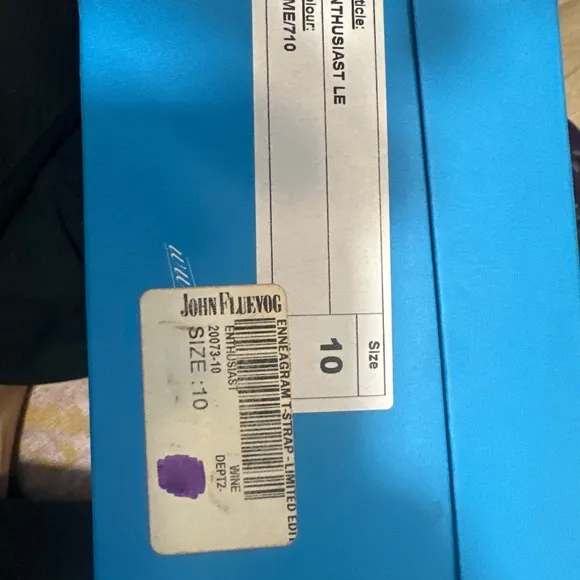 ticle:
NTHUSIAST LE
olour:
ME/710
Size
10
JOHN FLUEVOG
ENNEAGRAM T-STRAP - LIMITED EDIT
ENTHUSIAST WINE
20073-10 DEPT2-
SIZE :10